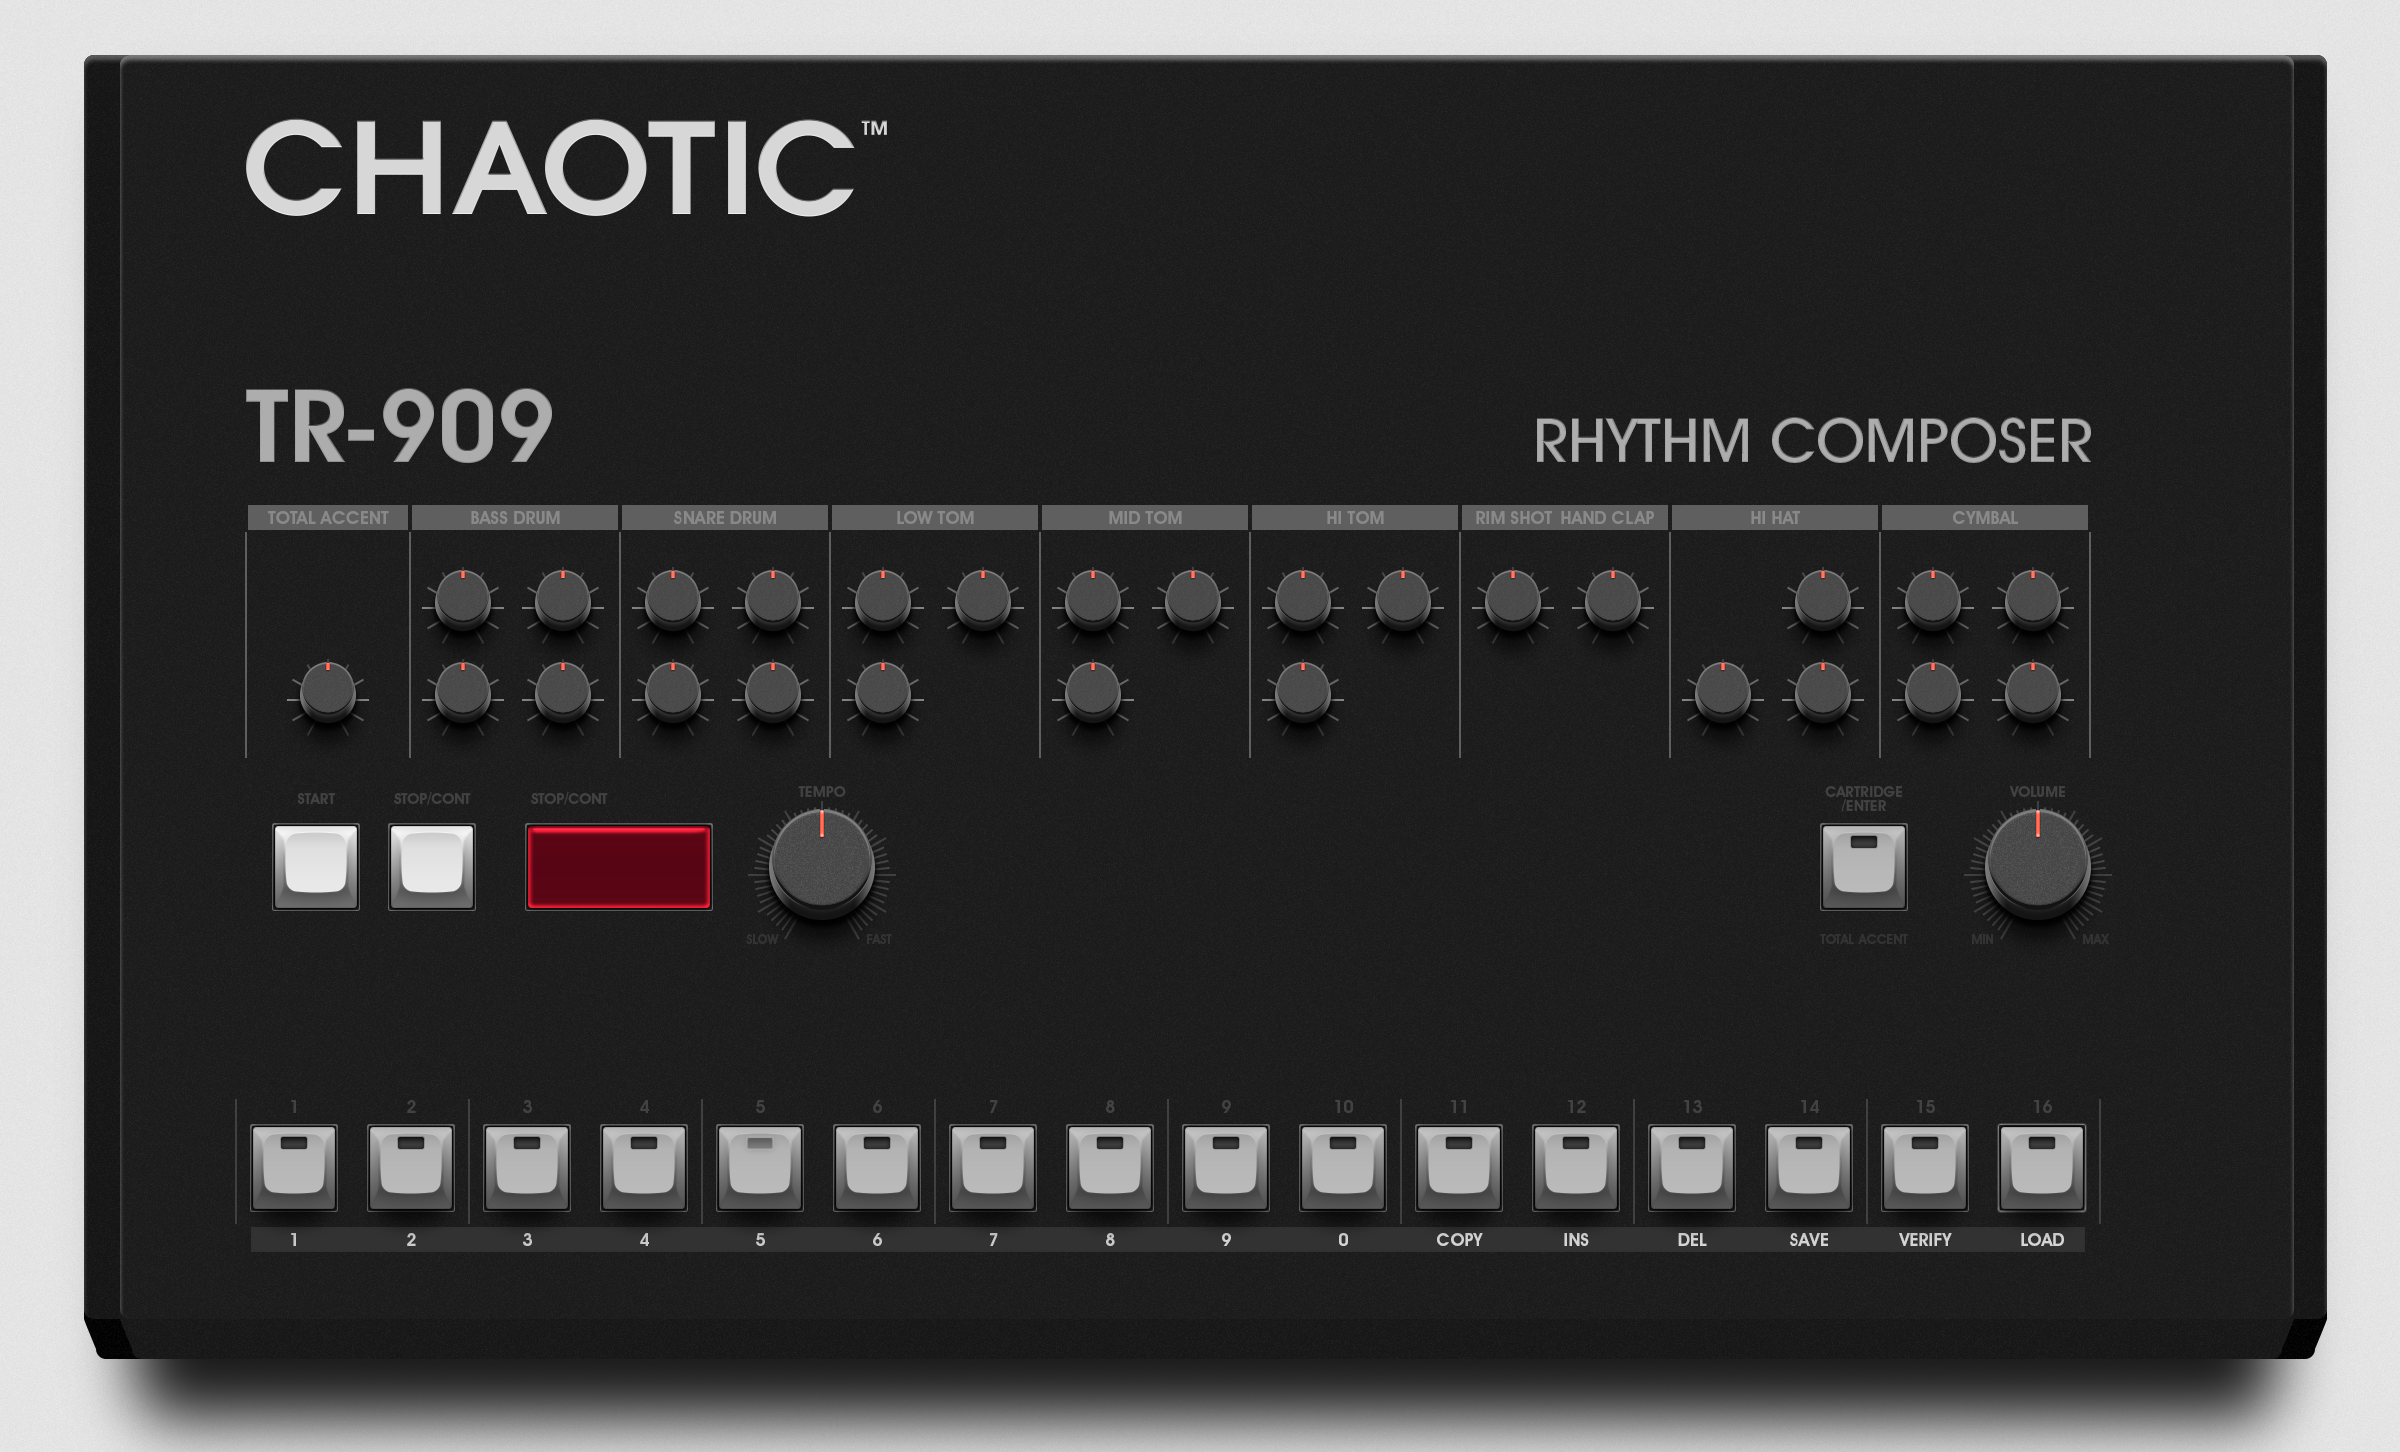 CHAOTIC™
TR-909
RHYTHM COMPOSER
TOTAL ACCENT BASS DRUM SNARE DRUM LOW TOM MID TOM HI TOM RIM SHOT HAND CLAP HI HAT CYMBAL
START STOP/CONT STOP/CONT TEMPO CARTRIDGE VOLUME
/ENTER
SLOW FAST TOTAL ACCENT MIN MAX
1 2 3 4 5 6 7 8 9 10 11 12 13 14 15 16
1 2 3 4 5 6 7 8 9 0 COPY INS DEL SAVE VERIFY LOAD